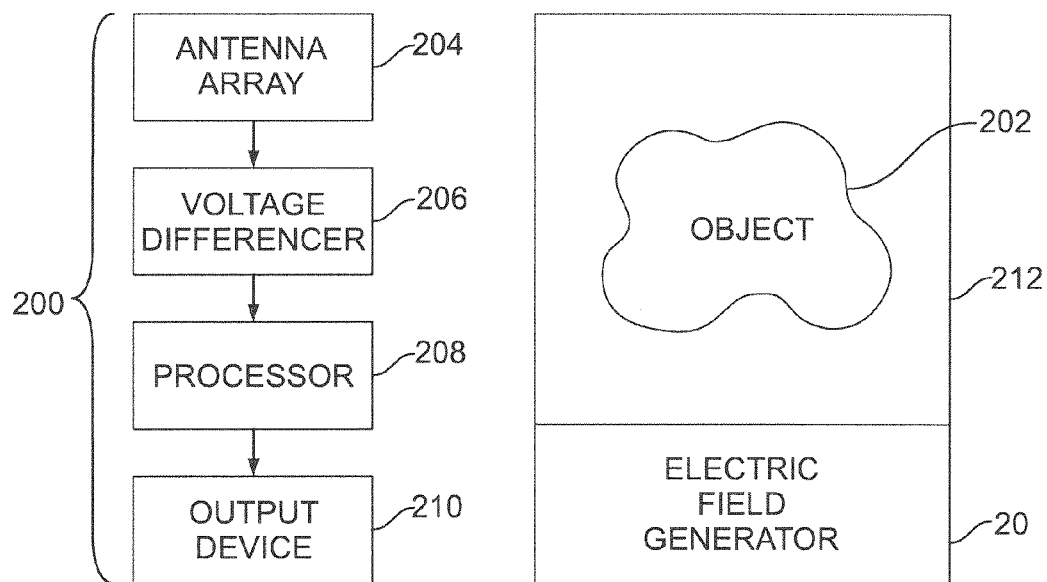 ANTENNA
ARRAY
204
VOLTAGE
DIFFERENCER
206
200
PROCESSOR
208
OUTPUT
DEVICE
210
202
OBJECT
212
ELECTRIC
FIELD
GENERATOR
20